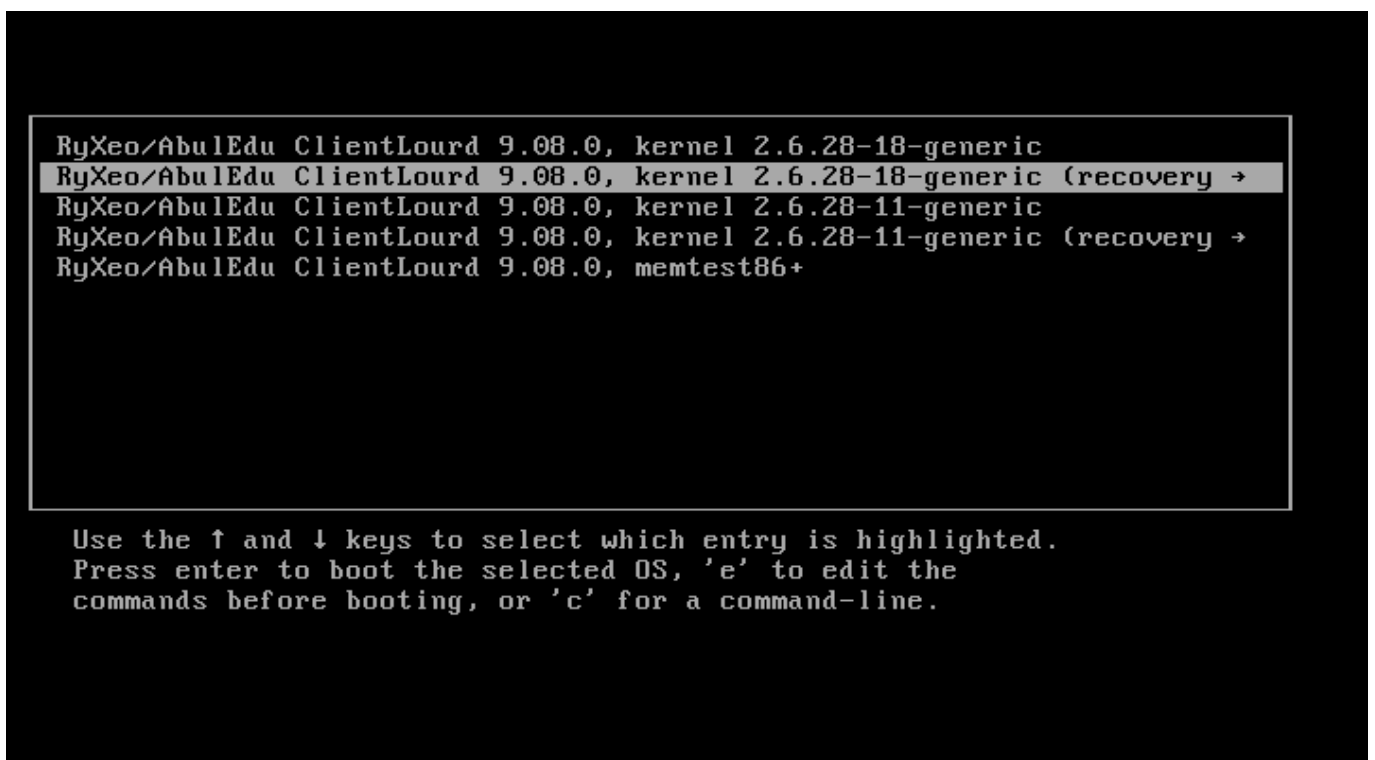 RyXeo/AbulEdu ClientLourd 9.08.0, kernel 2.6.28-18-generic
RyXeo/AbulEdu ClientLourd 9.08.0, kernel 2.6.28-18-generic (recovery →
RyXeo/AbulEdu ClientLourd 9.08.0, kernel 2.6.28-11-generic
RyXeo/AbulEdu ClientLourd 9.08.0, kernel 2.6.28-11-generic (recovery →
RyXeo/AbulEdu ClientLourd 9.08.0, memtest86+
Use the ↑ and ↓ keys to select which entry is highlighted.
Press enter to boot the selected OS, 'e' to edit the
commands before booting, or 'c' for a command-line.